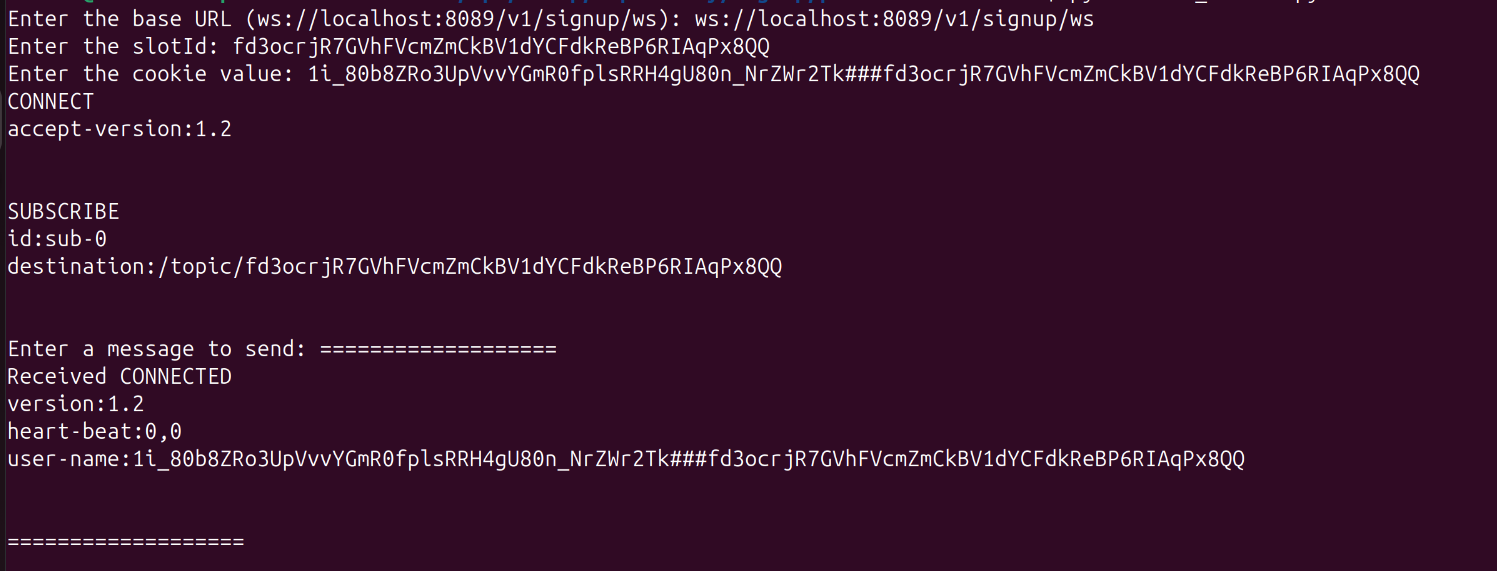 Enter the base URL (ws://localhost:8089/v1/signup/ws): ws://localhost:8089/v1/signup/ws
Enter the slotId: fd3ocrjR7GVhFVcmZmCkBV1dYCFdkReBP6RIAqPx8QQ
Enter the cookie value: 1i_80b8ZRo3UpVvvYGmR0fplsRRH4gU80n_NrZWr2Tk###fd3ocrjR7GVhFVcmZmCkBV1dYCFdkReBP6RIAqPx8QQ
CONNECT
accept-version:1.2
SUBSCRIBE
id:sub-0
destination:/topic/fd3ocrjR7GVhFVcmZmCkBV1dYCFdkReBP6RIAqPx8QQ
Enter a message to send: ===================
Received CONNECTED
version:1.2
heart-beat:0,0
user-name:1i_80b8ZRo3UpVvvYGmR0fplsRRH4gU80n_NrZWr2Tk###fd3ocrjR7GVhFVcmZmCkBV1dYCFdkReBP6RIAqPx8QQ
===================